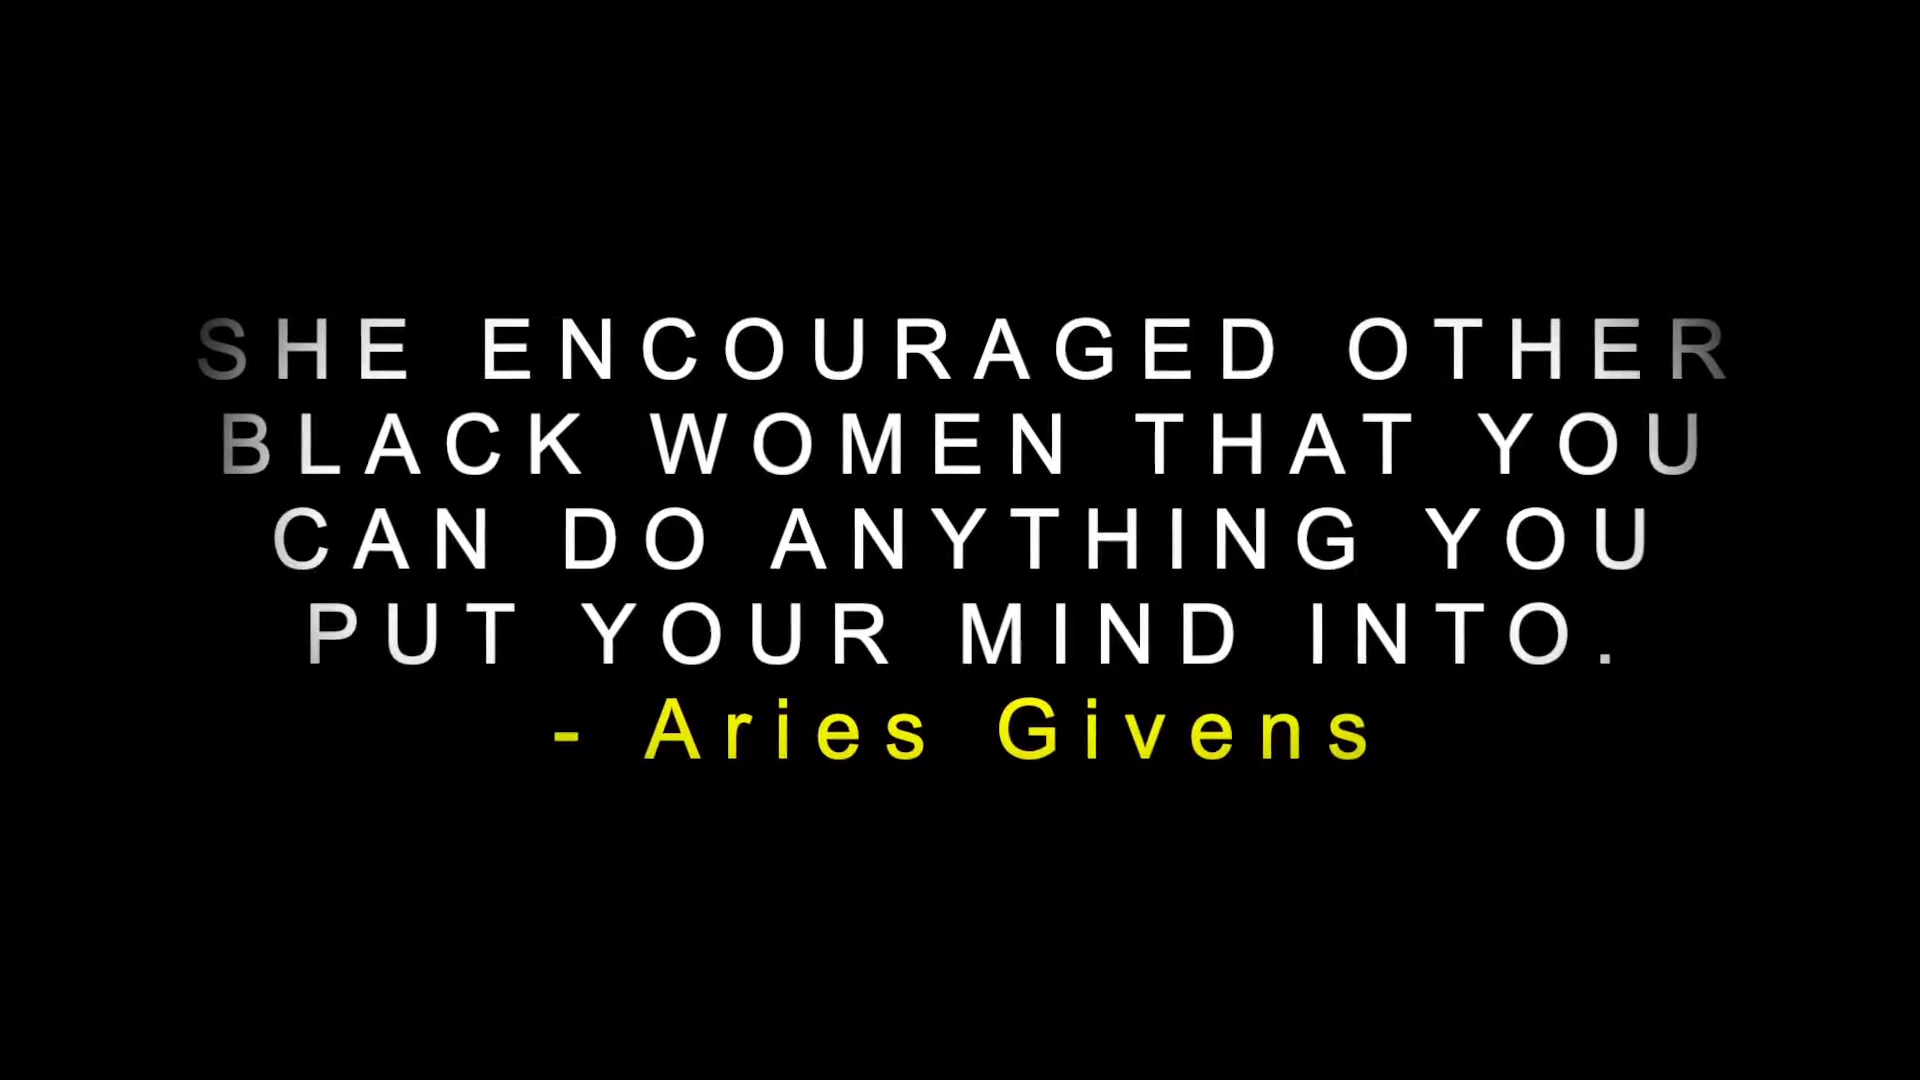 SHE ENCOURAGED OTHER
BLACK WOMEN THAT YOU
CAN DO ANYTHING YOU
PUT YOUR MIND INTO.
- Aries Givens